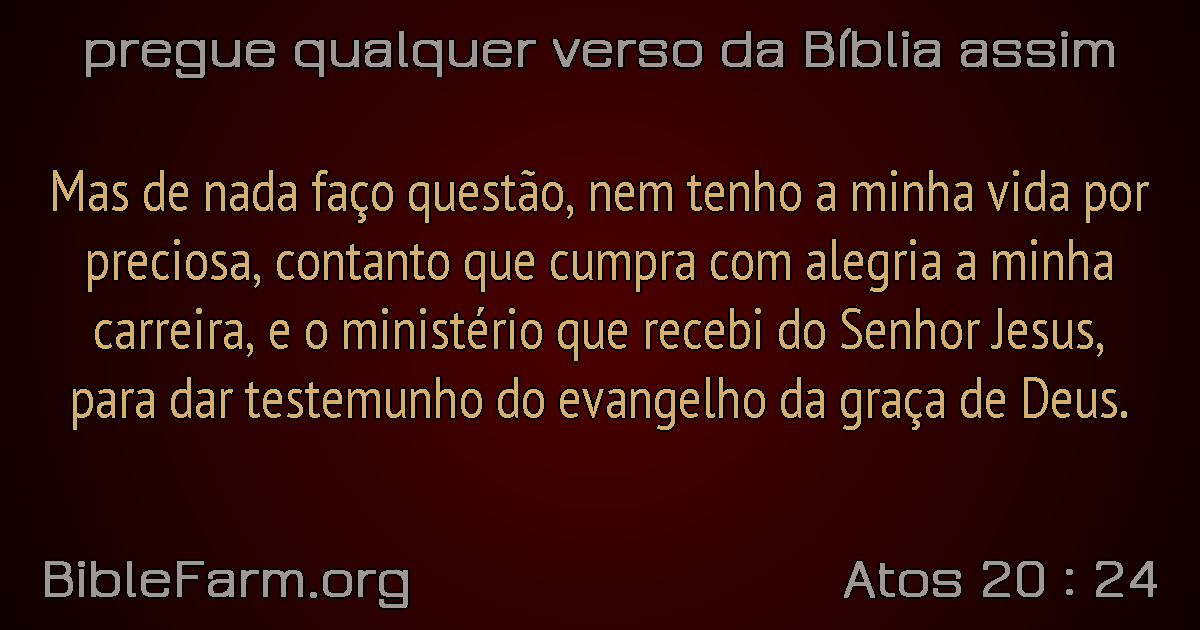 pregue qualquer verso da Bíblia assim
Mas de nada faço questão, nem tenho a minha vida por
preciosa, contanto que cumpra com alegria a minha
carreira, e o ministério que recebi do Senhor Jesus,
para dar testemunho do evangelho da graça de Deus.
BibleFarm.org
Atos 20 : 24